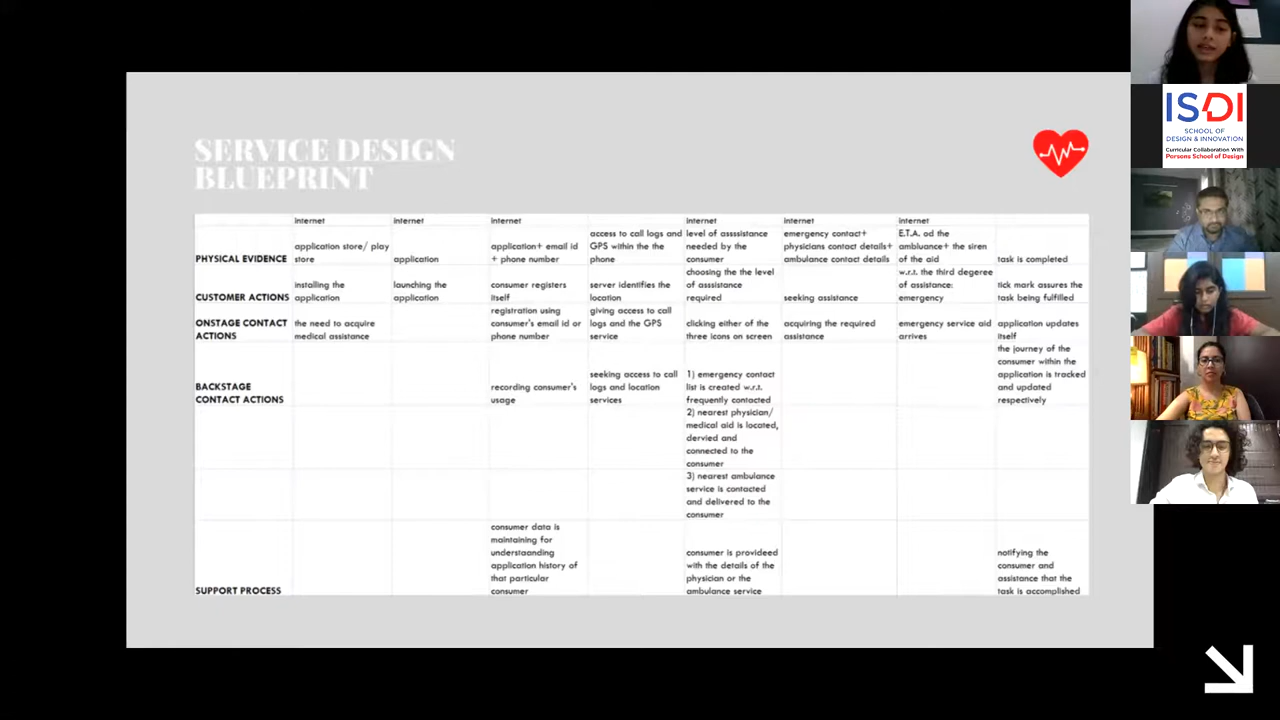 SERVICE DESIGN
BLUEPRINT
internet
internet
internet
internet
internet
internet
PHYSICAL EVIDENCE
application store/ play
store
application
application+ email id
+ phone number
access to call logs and
GPS within the the
phone
level of asssistance
needed by the
consumer
emergency contact+
physicians contact details+
ambulance contact details
E.T.A. od the
ambluance+ the siren
of the aid
task is completed
CUSTOMER ACTIONS
installing the
application
launching the
application
consumer registers
itself
server identifies the
location
choosing the the level
of asssistance
required
seeking assistance
w.r.t. the third degeree
of assistance:
emergency
tick mark assures the
task being fulfilled
ONSTAGE CONTACT
ACTIONS
the need to acquire
medical assistance
registration using
consumer's email id or
phone number
giving access to call
logs and the GPS
service
clicking either of the
three icons on screen
acquiring the required
assistance
emergency service aid
arrives
application updates
itself
BACKSTAGE
CONTACT ACTIONS
recording consumer's
usage
seeking access to call
logs and location
services
1) emergency contact
list is created w.r.t.
frequently contacted
the journey of the
consumer within the
application is tracked
and updated
respectively
2) nearest physician/
medical aid is located,
dervied and
connected to the
consumer
3) nearest ambulance
service is contacted
and delivered to the
consumer
SUPPORT PROCESS
consumer data is
maintaining for
understaanding
application history of
that particular
consumer
consumer is provideed
with the details of the
physician or the
ambulance service
notifying the
consumer and
assistance that the
task is accomplished
ISDI
SCHOOL OF
DESIGN & INNOVATION
Curricular Collaboration With
Parsons School of Design